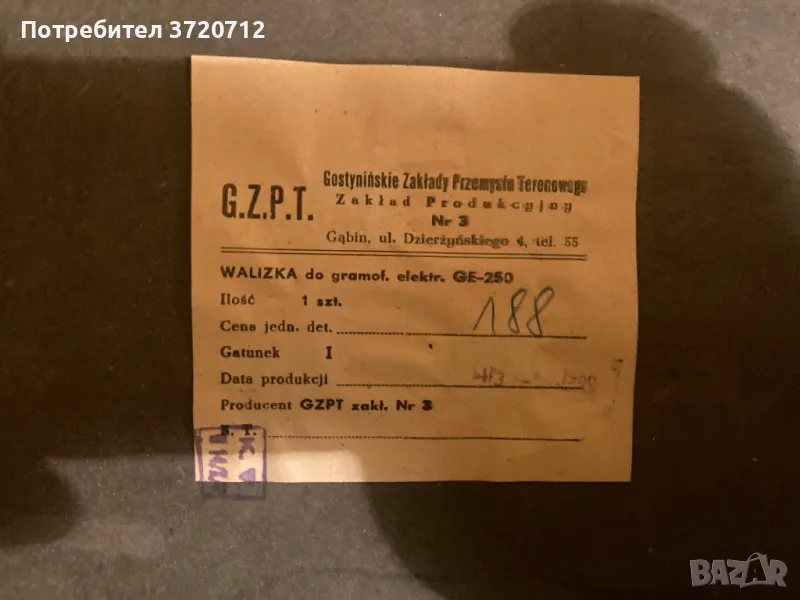 Потребител 3720712
G.Z.P.T.
Gostynińskie Zakłady Przemysłu Terenowego
Zakład Produkcyjny
Nr 3
Gąbin, ul. Dzierżyńskiego 4, tel. 55
WALIZKA do gramof. elektr. GE-250
Ilość 1 szt.
Cena jedn. det. 188
Gatunek I
Data produkcji
Producent GZPT zakł. Nr 3
K. T.
BAZAR